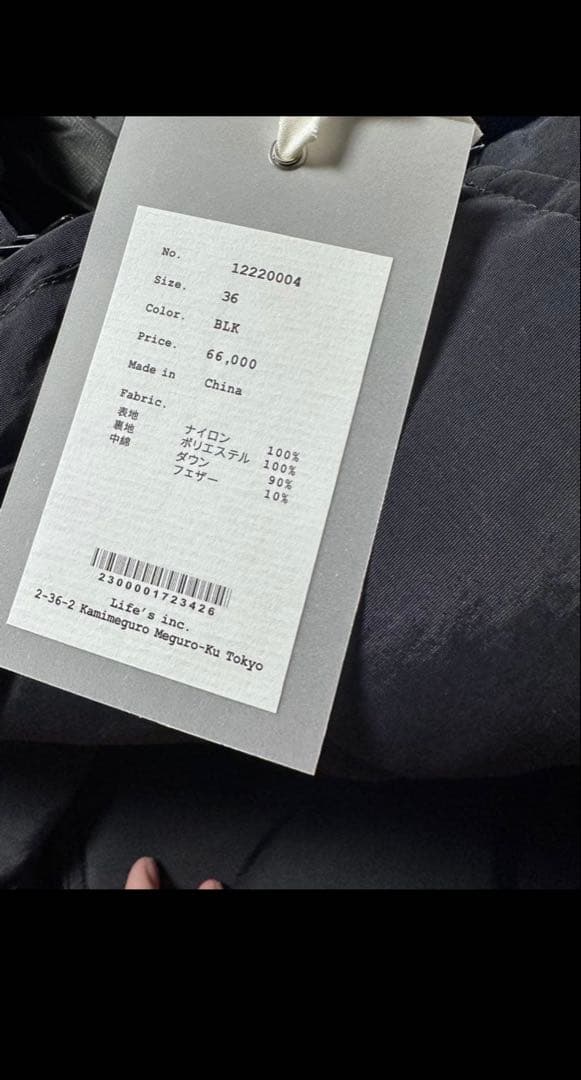 No. 12220004
Size. 36
Color. BLK
Price. 66,000
Made in China
Fabric.
表地 ナイロン 100%
裏地 ポリエステル 100%
中綿 ダウン 90%
フェザー 10%
2300001723426
Life's inc.
2-36-2 Kamimeguro Meguro-Ku Tokyo